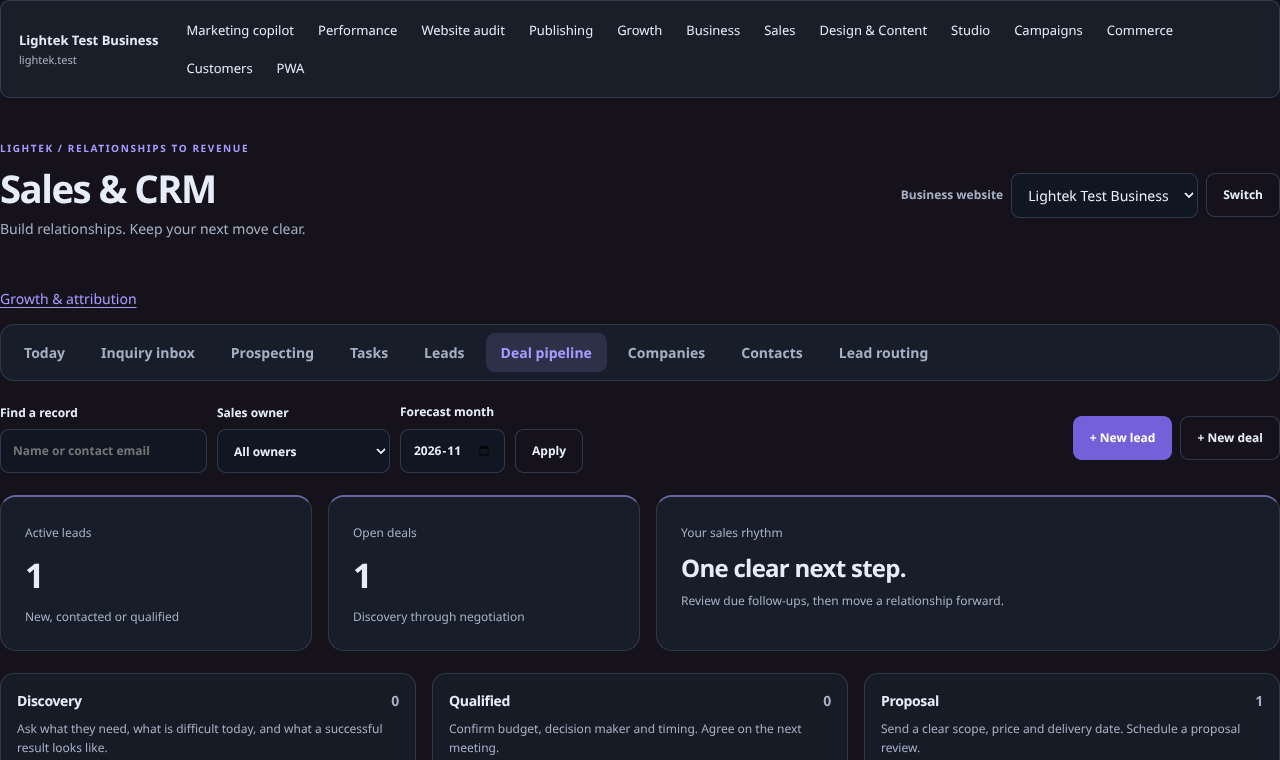 Lightek Test Business
lightek.test
Marketing copilot Performance Website audit Publishing Growth Business Sales Design & Content Studio Campaigns Commerce
Customers PWA
LIGHTEK / RELATIONSHIPS TO REVENUE
Sales & CRM
Build relationships. Keep your next move clear.
Business website Lightek Test Business Switch
Growth & attribution
Today Inquiry inbox Prospecting Tasks Leads Deal pipeline Companies Contacts Lead routing
Find a record Sales owner Forecast month
Name or contact email All owners 2026-11 Apply
+ New lead + New deal
Active leads
1
New, contacted or qualified
Open deals
1
Discovery through negotiation
Your sales rhythm
One clear next step.
Review due follow-ups, then move a relationship forward.
Discovery 0
Ask what they need, what is difficult today, and what a successful
result looks like.
Qualified 0
Confirm budget, decision maker and timing. Agree on the next
meeting.
Proposal 1
Send a clear scope, price and delivery date. Schedule a proposal
review.